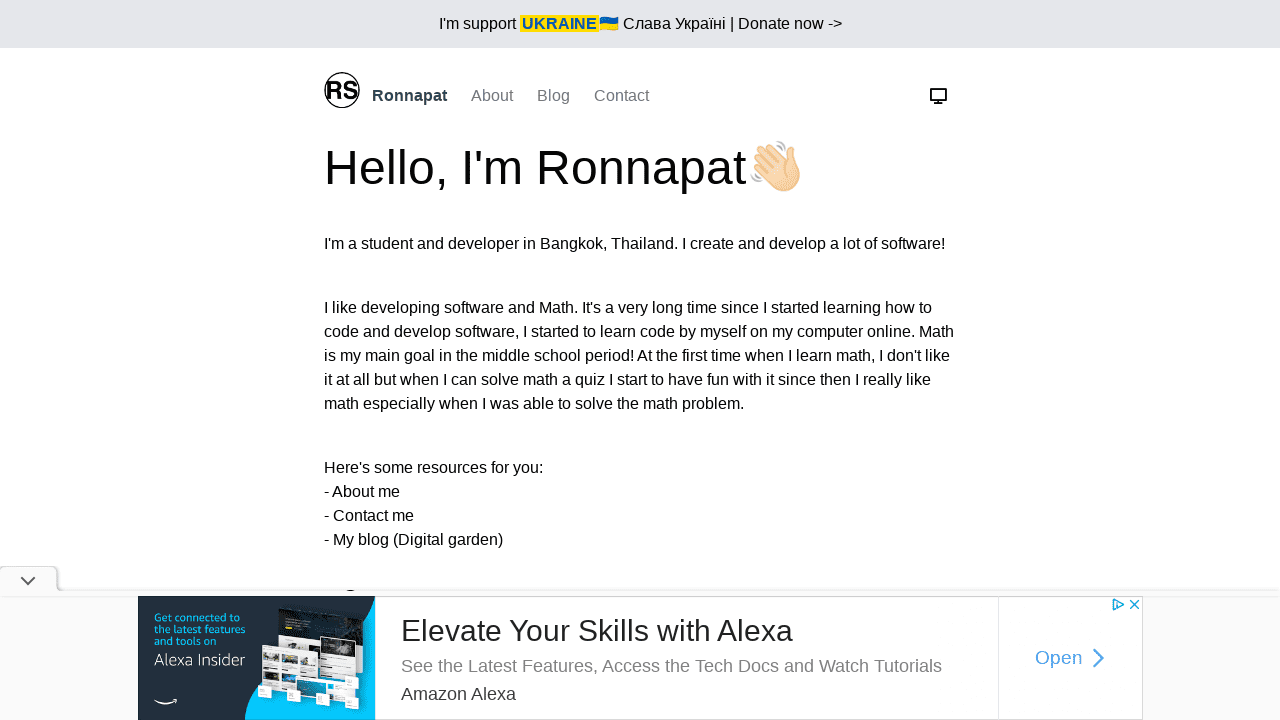 I'm support UKRAINE🇺🇦 Слава Україні | Donate now ->
RS Ronnapat About Blog Contact
Hello, I'm Ronnapat👋🏻
I'm a student and developer in Bangkok, Thailand. I create and develop a lot of software!
I like developing software and Math. It's a very long time since I started learning how to
code and develop software, I started to learn code by myself on my computer online. Math
is my main goal in the middle school period! At the first time when I learn math, I don't like
it at all but when I can solve math a quiz I start to have fun with it since then I really like
math especially when I was able to solve the math problem.
Here's some resources for you:
- About me
- Contact me
- My blog (Digital garden)
Get connected to
the latest features
and tools on
Alexa Insider
Elevate Your Skills with Alexa
See the Latest Features, Access the Tech Docs and Watch Tutorials
Amazon Alexa
Open